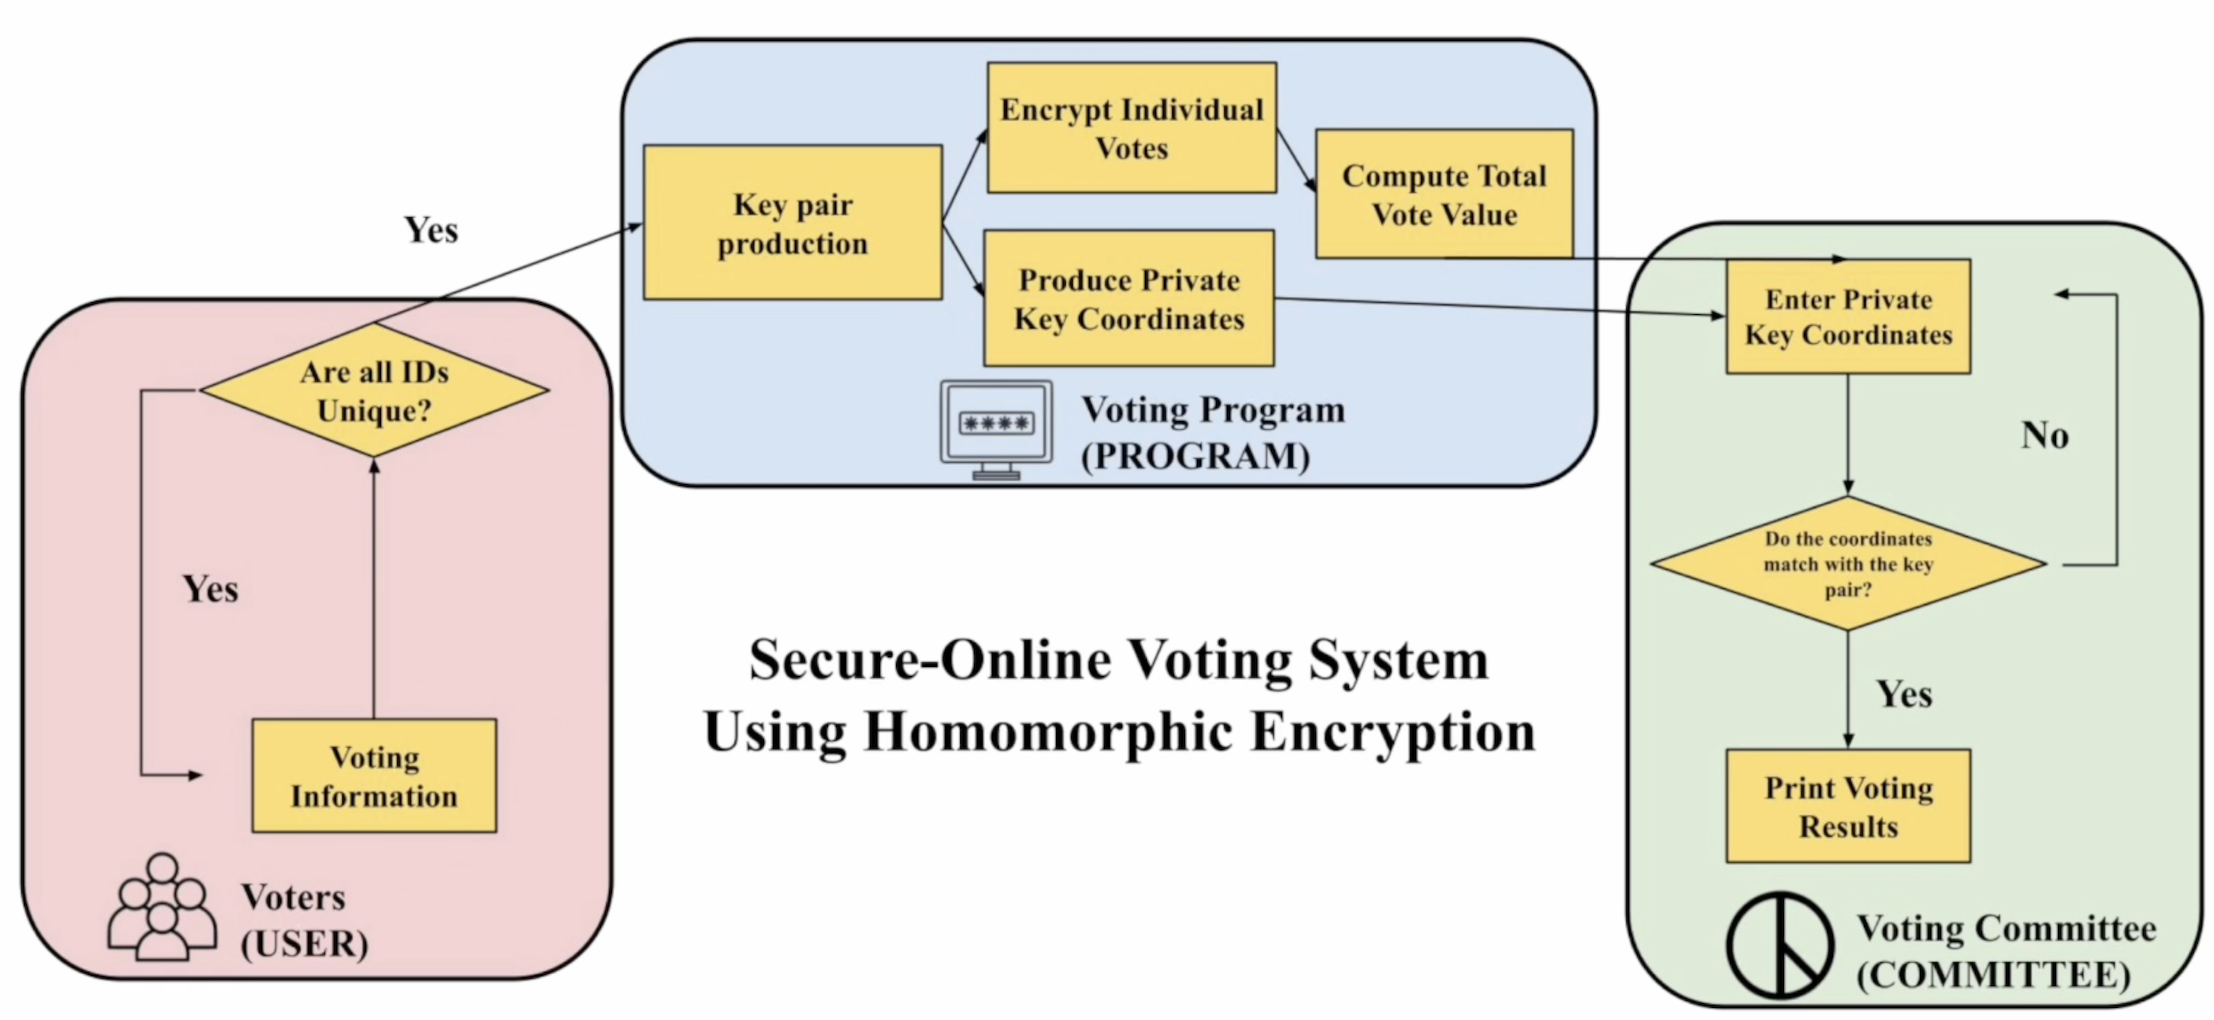 Encrypt Individual
Votes
Key pair
production
Compute Total
Vote Value
Produce Private
Key Coordinates
Voting Program
(PROGRAM)
****
Yes
Are all IDs
Unique?
Yes
Voting
Information
Voters
(USER)
Secure-Online Voting System
Using Homomorphic Encryption
Enter Private
Key Coordinates
No
Do the coordinates
match with the key
pair?
Yes
Print Voting
Results
Voting Committee
(COMMITTEE)